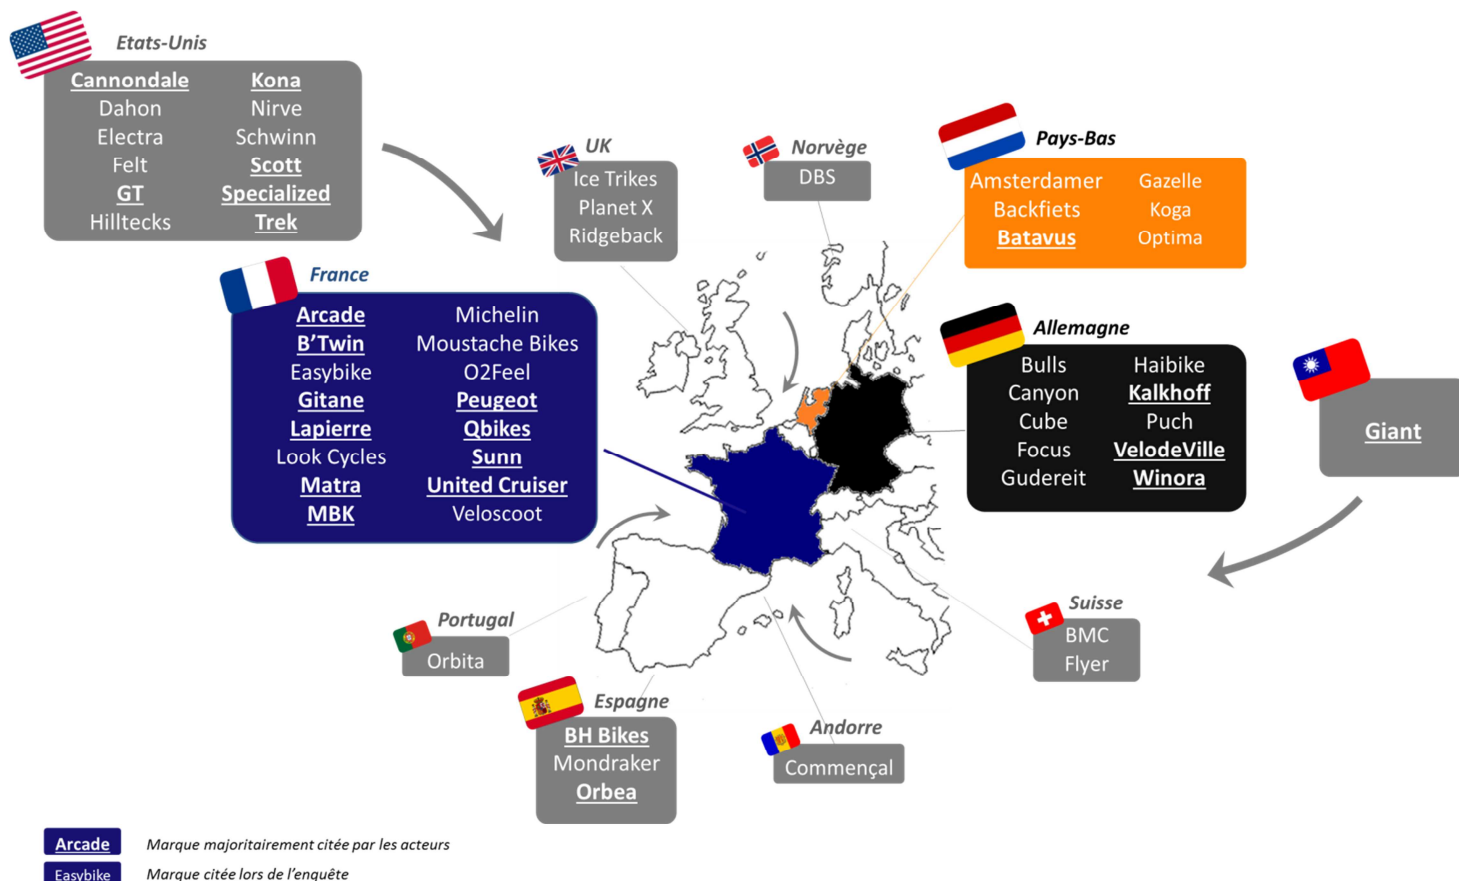 Etats-Unis
Cannondale Kona
Dahon Nirve
Electra Schwinn
Felt Scott
GT Specialized
Hilltecks Trek
UK
Ice Trikes
Planet X
Ridgeback
Norvège
DBS
Pays-Bas
Amsterdamer Gazelle
Backfiets Koga
Batavus Optima
France
Arcade Michelin
B'Twin Moustache Bikes
Easybike O2Feel
Gitane Peugeot
Lapierre Qbikes
Look Cycles Sunn
Matra United Cruiser
MBK Veloscoot
Allemagne
Bulls Haibike
Canyon Kalkhoff
Cube Puch
Focus VelodeVille
Gudereit Winora
Giant
Portugal
Orbita
Suisse
BMC
Flyer
Espagne
BH Bikes
Mondraker
Orbea
Andorre
Commençal
Arcade Marque majoritairement citée par les acteurs
Easybike Marque citée lors de l'enquête